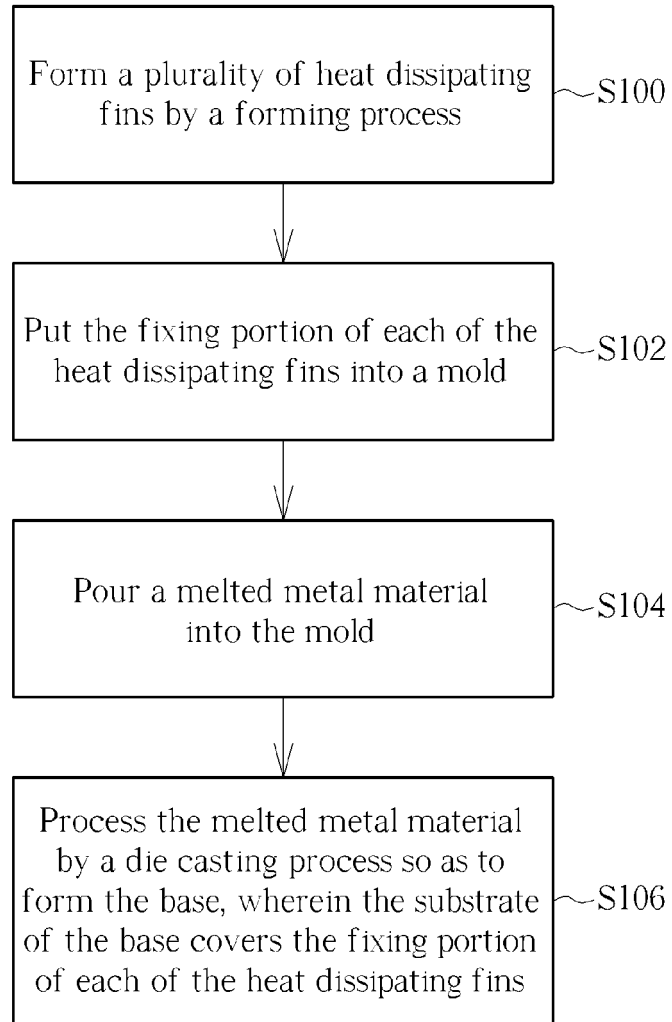 Form a plurality of heat dissipating
fins by a forming process
S100
Put the fixing portion of each of the
heat dissipating fins into a mold
S102
Pour a melted metal material
into the mold
S104
Process the melted metal material
by a die casting process so as to
form the base, wherein the substrate
of the base covers the fixing portion
of each of the heat dissipating fins
S106